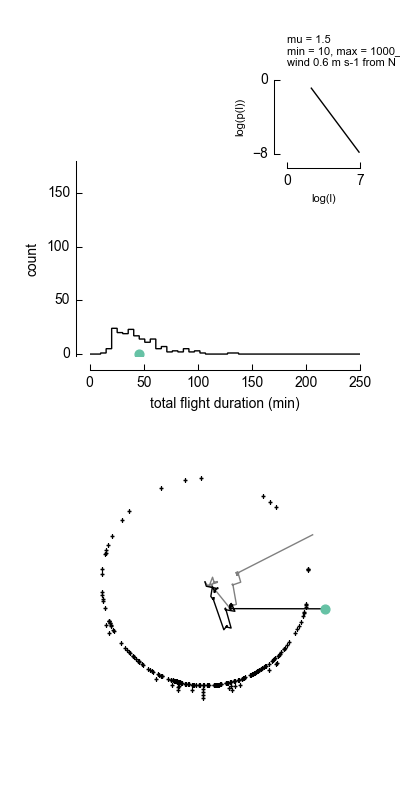 mu = 1.5
min = 10, max = 1000_
wind 0.6 m s-1 from N
0
log(p(l))
−8
0
7
log(l)
150
100
50
0
count
0
50
100
150
200
250
total flight duration (min)